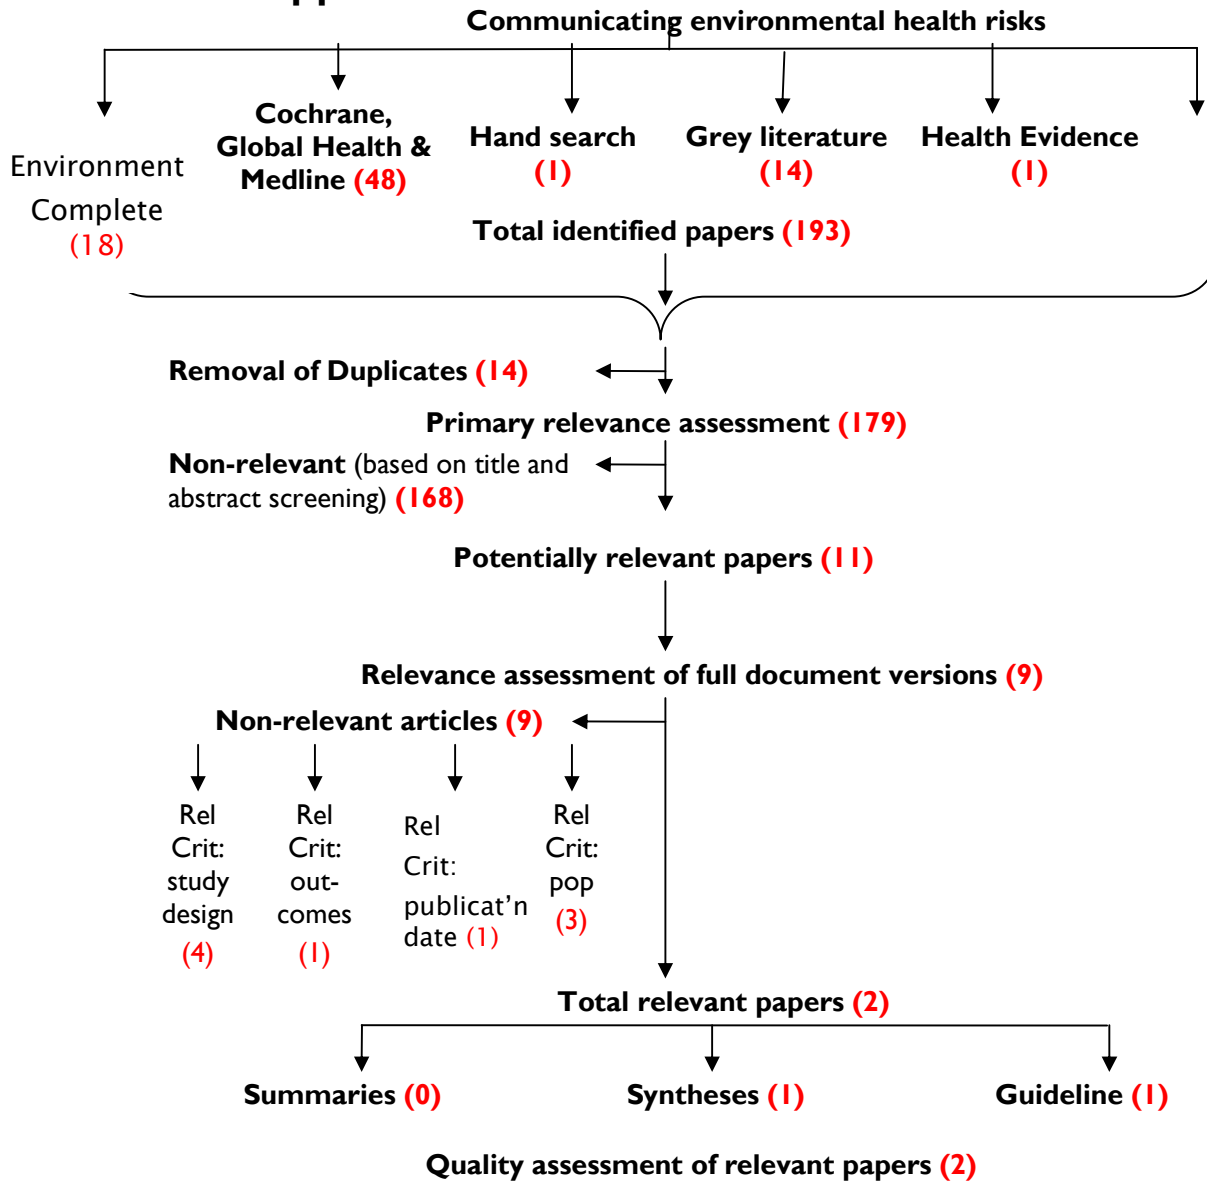 Communicating environmental health risks
Environment
Complete
(18)
Cochrane,
Global Health &
Medline (48)
Hand search
(1)
Grey literature
(14)
Health Evidence
(1)
Total identified papers (193)
Removal of Duplicates (14)
Primary relevance assessment (179)
Non-relevant (based on title and
abstract screening) (168)
Potentially relevant papers (11)
Relevance assessment of full document versions (9)
Non-relevant articles (9)
Rel
Crit:
study
design
(4)
Rel
Crit:
out-
comes
(1)
Rel
Crit:
publicat’n
date (1)
Rel
Crit:
pop
(3)
Total relevant papers (2)
Summaries (0)
Syntheses (1)
Guideline (1)
Quality assessment of relevant papers (2)